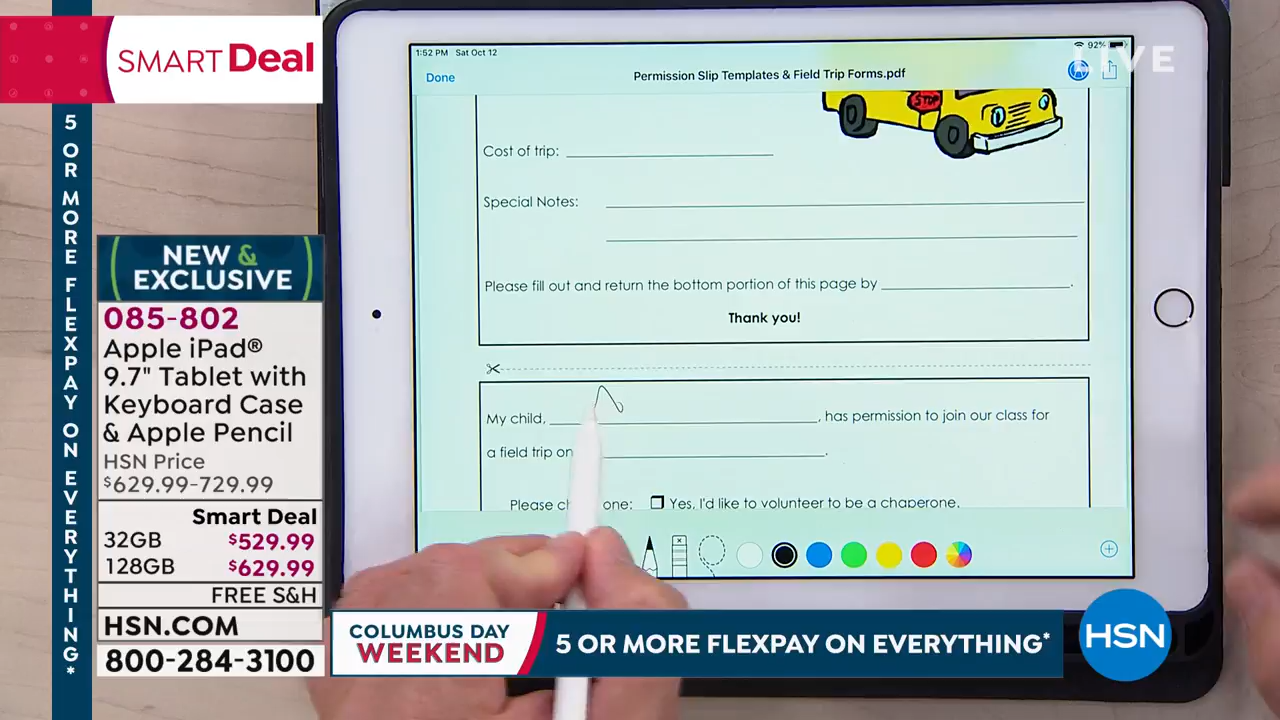 SMART Deal
5 OR MORE FLEXPAY ON EVERYTHING*
NEW & EXCLUSIVE
085-802
Apple iPad®
9.7" Tablet with
Keyboard Case
& Apple Pencil
HSN Price
$629.99-729.99
Smart Deal
32GB $529.99
128GB $629.99
FREE S&H
HSN.COM
800-284-3100
1:52 PM Sat Oct 12
92%
LIVE
Done
Permission Slip Templates & Field Trip Forms.pdf
STOP
Cost of trip:
Special Notes:
Please fill out and return the bottom portion of this page by .
Thank you!
My child, , has permission to join our class for
a field trip on .
Please ch one: Yes, I'd like to volunteer to be a chaperone.
COLUMBUS DAY
WEEKEND
5 OR MORE FLEXPAY ON EVERYTHING*
HSN